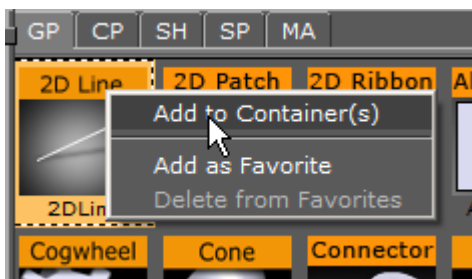 GP CP SH SP MA
2D Line 2D Patch 2D Ribbon
Add to Container(s)
Add as Favorite
Delete from Favorites
Cogwheel Cone Connector